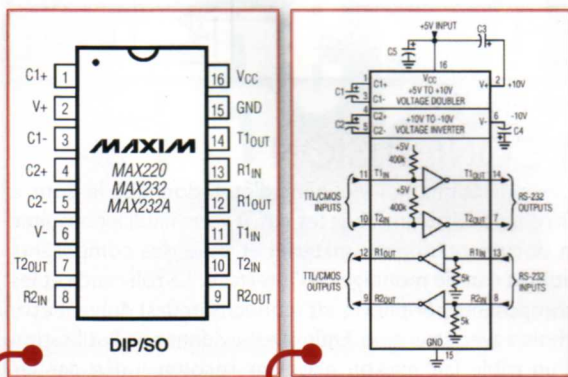 C1+ 1
V+ 2
C1- 3
C2+ 4
C2- 5
V- 6
T2OUT 7
R2IN 8
16 VCC
15 GND
14 T1OUT
13 R1IN
12 R1OUT
11 T1IN
10 T2IN
9 R2OUT
MAXIM
MAX220
MAX232
MAX232A
DIP/SO
+5V INPUT
C3
C5
16
VCC
+5V TO +10V
VOLTAGE DOUBLER
1 C1+
C1
3 C1-
V+ 2
+10V
4 C2+
C2
5 C2-
+10V TO -10V
VOLTAGE INVERTER
V- 6
-10V
C4
+5V
400k
11 T1IN
T1OUT 14
+5V
400k
TTL/CMOS
INPUTS
RS-232
OUTPUTS
10 T2IN
T2OUT 7
12 R1OUT
R1IN 13
5k
TTL/CMOS
OUTPUTS
RS-232
INPUTS
9 R2OUT
R2IN 8
5k
GND
15